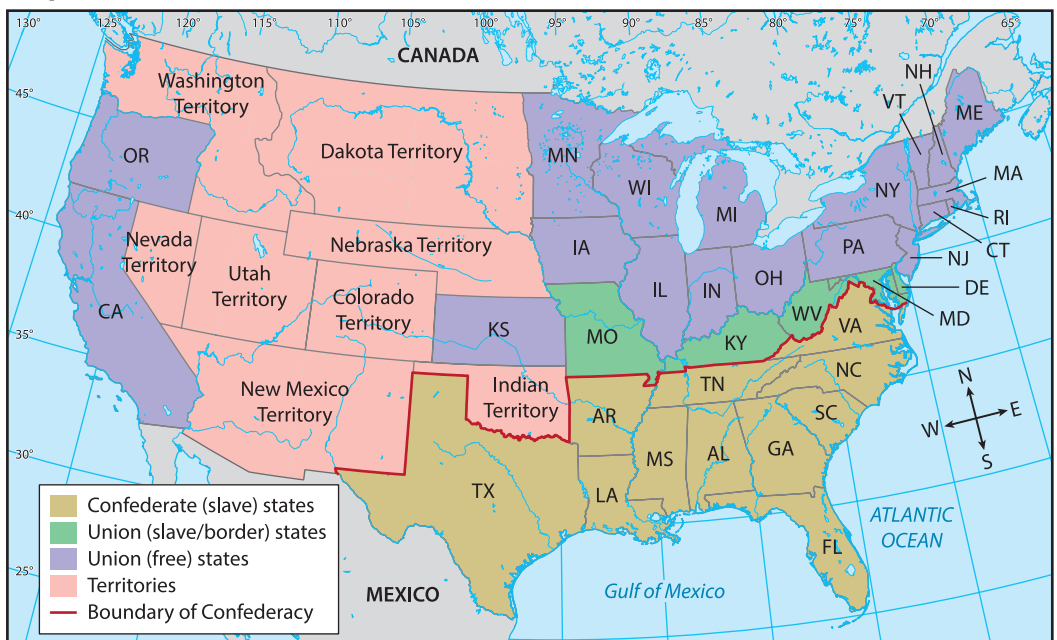 130°
125°
120°
115°
110°
105°
100°
95°
90°
85°
80°
75°
70°
65°
CANADA
NH
VT
ME
Washington
Territory
45°
OR
Dakota Territory
MN
WI
MI
NY
MA
RI
CT
40°
Nevada
Territory
Nebraska Territory
IA
PA
NJ
Utah
Territory
OH
IL
IN
DE
MD
Colorado
Territory
CA
KS
MO
WV
VA
KY
35°
New Mexico
Territory
Indian
Territory
TN
NC
AR
SC
N
E
W
S
30°
MS
AL
GA
TX
LA
FL
ATLANTIC
OCEAN
25°
MEXICO
Gulf of Mexico
Confederate (slave) states
Union (slave/border) states
Union (free) states
Territories
Boundary of Confederacy